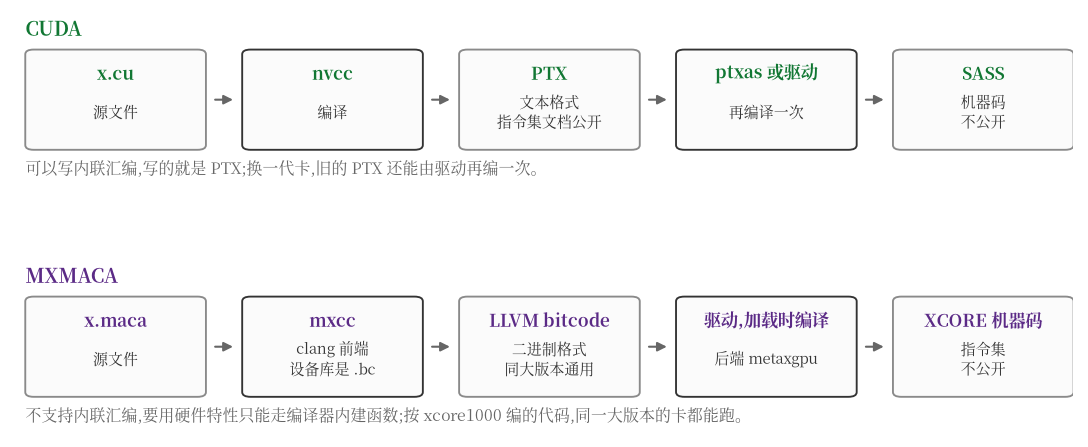 CUDA
x.cu
源文件
nvcc
编译
PTX
文本格式
指令集文档公开
ptxas 或驱动
再编译一次
SASS
机器码
不公开
可以写内联汇编,写的就是 PTX;换一代卡,旧的 PTX 还能由驱动再编一次。
MXMACA
x.maca
源文件
mxcc
clang 前端
设备库是 .bc
LLVM bitcode
二进制格式
同大版本通用
驱动,加载时编译
后端 metaxgpu
XCORE 机器码
指令集
不公开
不支持内联汇编,要用硬件特性只能走编译器内建函数;按 xcore1000 编的代码,同一大版本的卡都能跑。